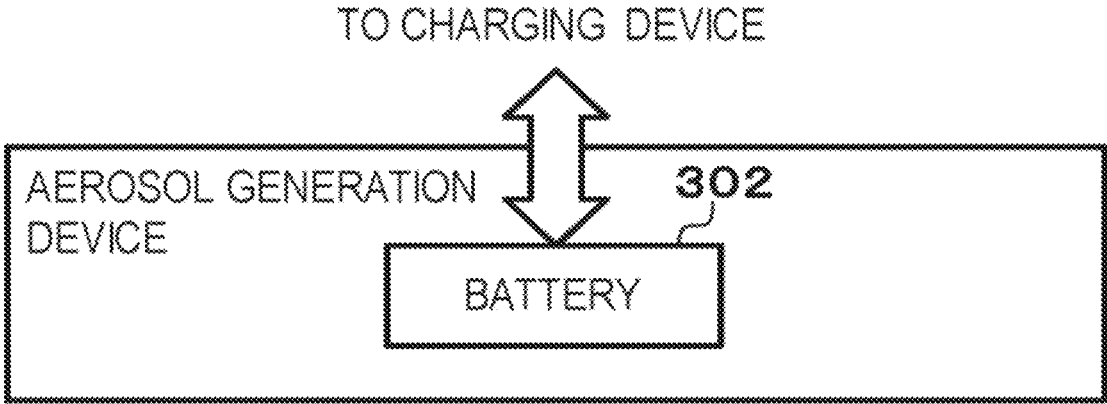 TO CHARGING DEVICE
AEROSOL GENERATION
DEVICE
302
BATTERY